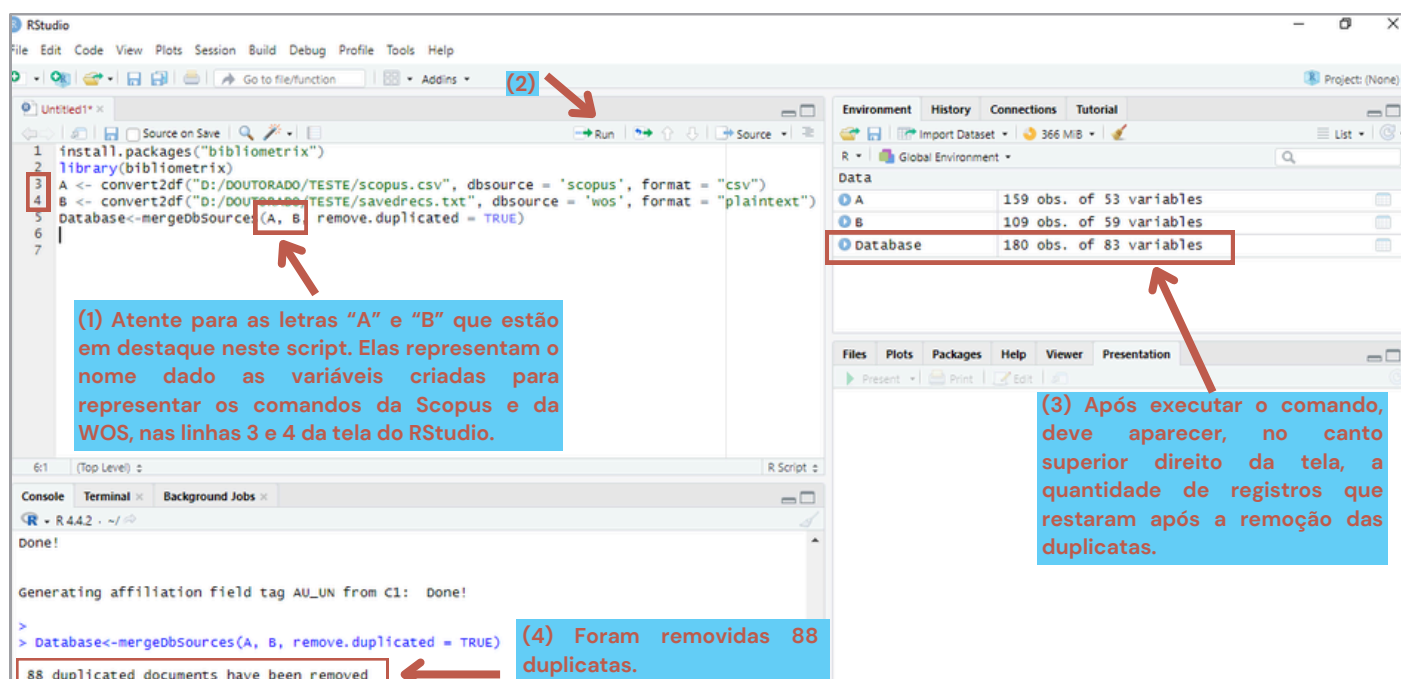 RStudio
File Edit Code View Plots Session Build Debug Profile Tools Help
Go to file/function Addins
Project: (None)
(2)
Untitled1*
Source on Save Run Source
1 install.packages("bibliometrix")
2 library(bibliometrix)
3 A <- convert2df("D:/DOUTORADO/TESTE/scopus.csv", dbsource = 'scopus', format = "csv")
4 B <- convert2df("D:/DOUTORADO/TESTE/savedrecs.txt", dbsource = 'wos', format = "plaintext")
5 Database<-mergeDbSources(A, B, remove.duplicated = TRUE)
6
7
(1) Atente para as letras “A” e “B” que estão
em destaque neste script. Elas representam o
nome dado as variáveis criadas para
representar os comandos da Scopus e da
WOS, nas linhas 3 e 4 da tela do RStudio.
6:1 (Top Level) R Script
Console Terminal Background Jobs
R 4.4.2 . ~/
Done!
Generating affiliation field tag AU_UN from C1: Done!
>
> Database<-mergeDbSources(A, B, remove.duplicated = TRUE)
88 duplicated documents have been removed
(4) Foram removidas 88
duplicatas.
Environment History Connections Tutorial
Import Dataset 366 MiB List
R Global Environment
Data
A 159 obs. of 53 variables
B 109 obs. of 59 variables
Database 180 obs. of 83 variables
Files Plots Packages Help Viewer Presentation
Present Print Edit
(3) Após executar o comando,
deve aparecer, no canto
superior direito da tela, a
quantidade de registros que
restaram após a remoção das
duplicatas.